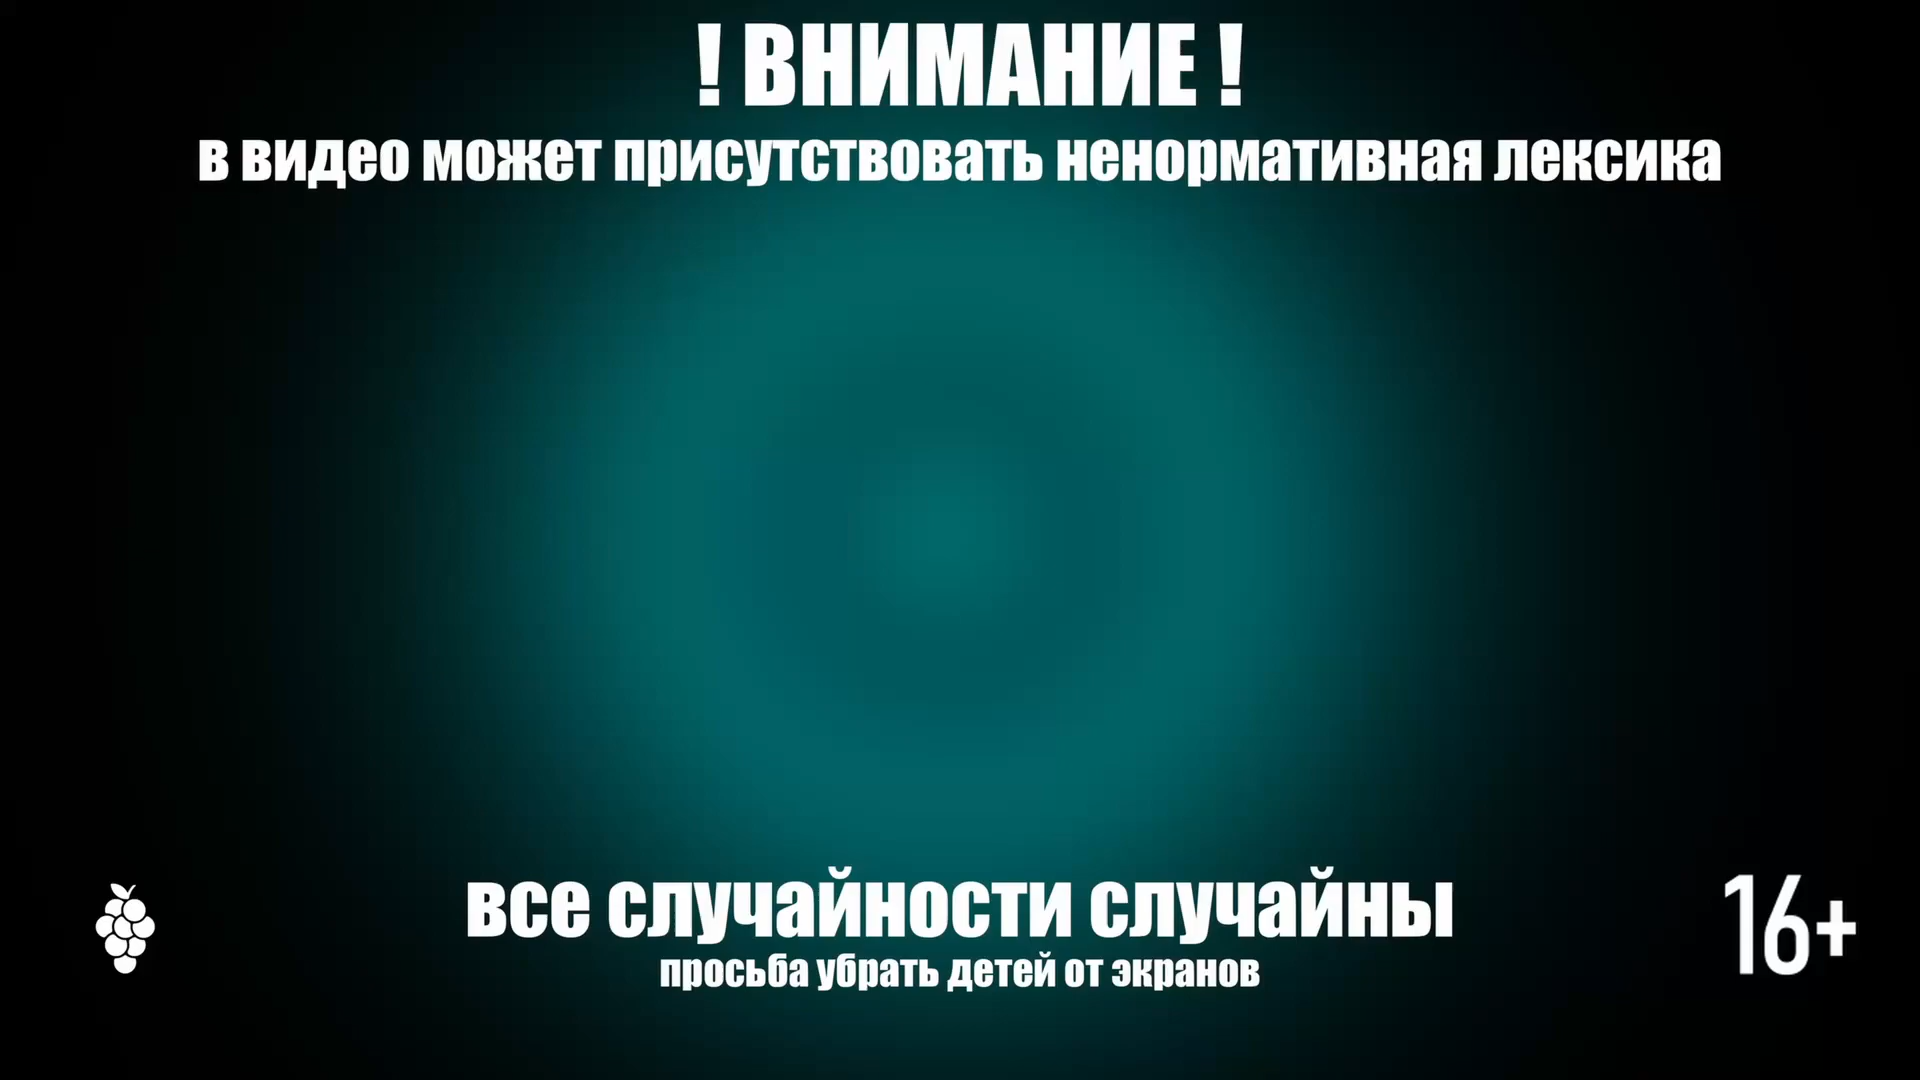 ! ВНИМАНИЕ !
в видео может присутствовать ненормативная лексика
все случайности случайны
просьба убрать детей от экранов
16+